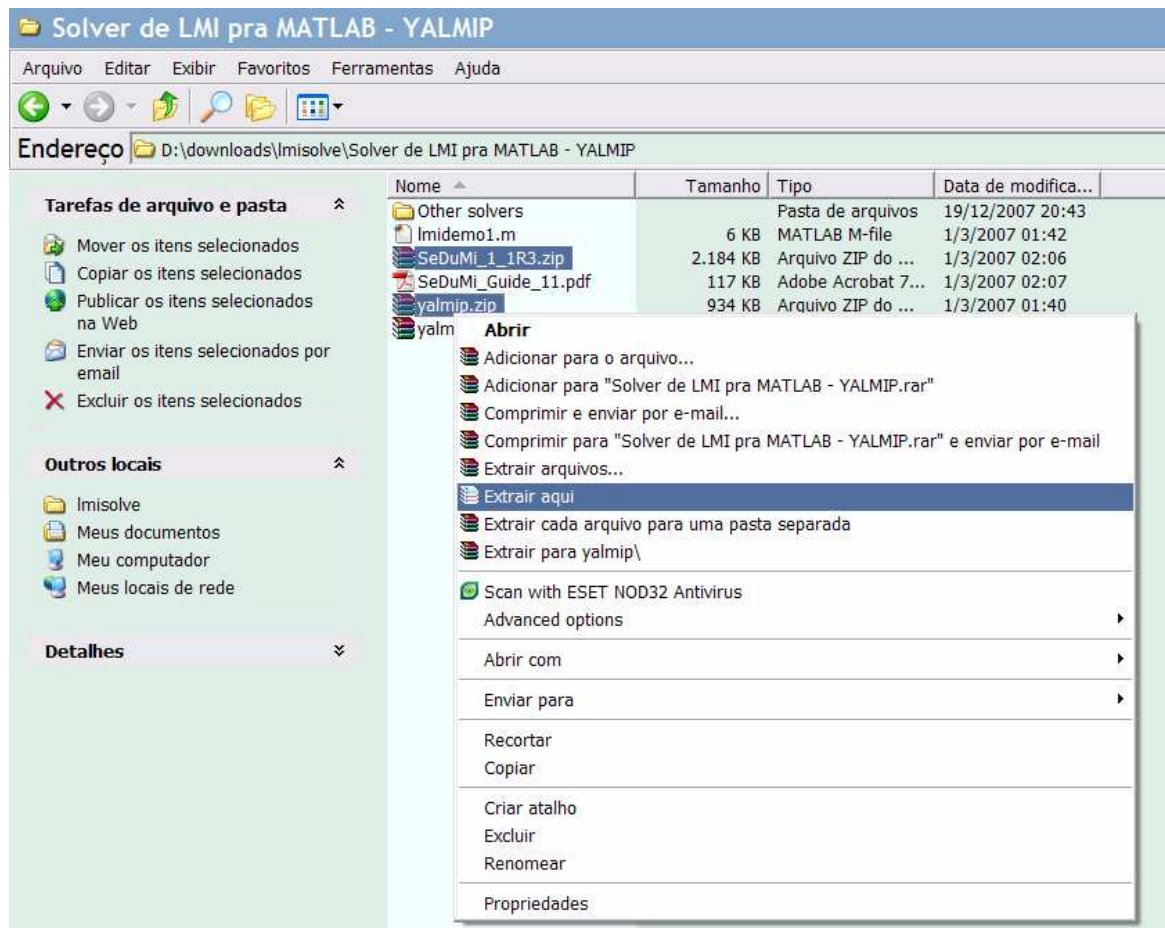 Solver de LMI pra MATLAB - YALMIP
Arquivo Editar Exibir Favoritos Ferramentas Ajuda
Endereço D:\downloads\lmisolve\Solver de LMI pra MATLAB - YALMIP
Tarefas de arquivo e pasta
Mover os itens selecionados
Copiar os itens selecionados
Publicar os itens selecionados
na Web
Enviar os itens selecionados por
email
Excluir os itens selecionados
Outros locais
lmisolve
Meus documentos
Meu computador
Meus locais de rede
Detalhes
Nome Tamanho Tipo Data de modifica...
Other solvers Pasta de arquivos 19/12/2007 20:43
lmidemo1.m 6 KB MATLAB M-file 1/3/2007 01:42
SeDuMi_1_1R3.zip 2.184 KB Arquivo ZIP do ... 1/3/2007 02:06
SeDuMi_Guide_11.pdf 117 KB Adobe Acrobat 7... 1/3/2007 02:07
yalmip.zip 934 KB Arquivo ZIP do ... 1/3/2007 01:40
yalm
Abrir
Adicionar para o arquivo...
Adicionar para "Solver de LMI pra MATLAB - YALMIP.rar"
Comprimir e enviar por e-mail...
Comprimir para "Solver de LMI pra MATLAB - YALMIP.rar" e enviar por e-mail
Extrair arquivos...
Extrair aqui
Extrair cada arquivo para uma pasta separada
Extrair para yalmip\
Scan with ESET NOD32 Antivirus
Advanced options
Abrir com
Enviar para
Recortar
Copiar
Criar atalho
Excluir
Renomear
Propriedades